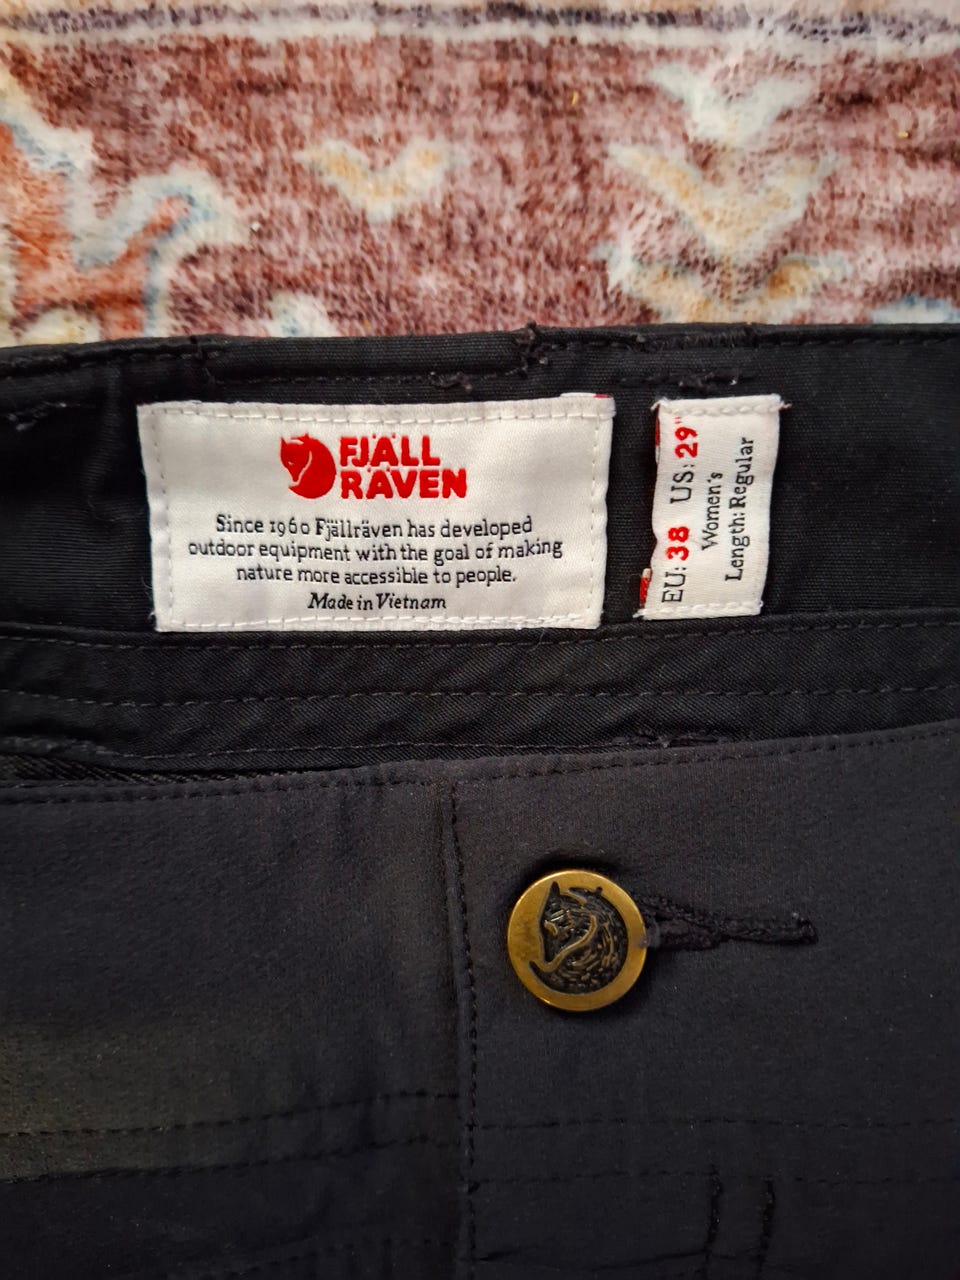 FJÄLL
RÄVEN
Since 1960 Fjällräven has developed
outdoor equipment with the goal of making
nature more accessible to people.
Made in Vietnam
EU: 38 US: 29"
Women's
Length: Regular